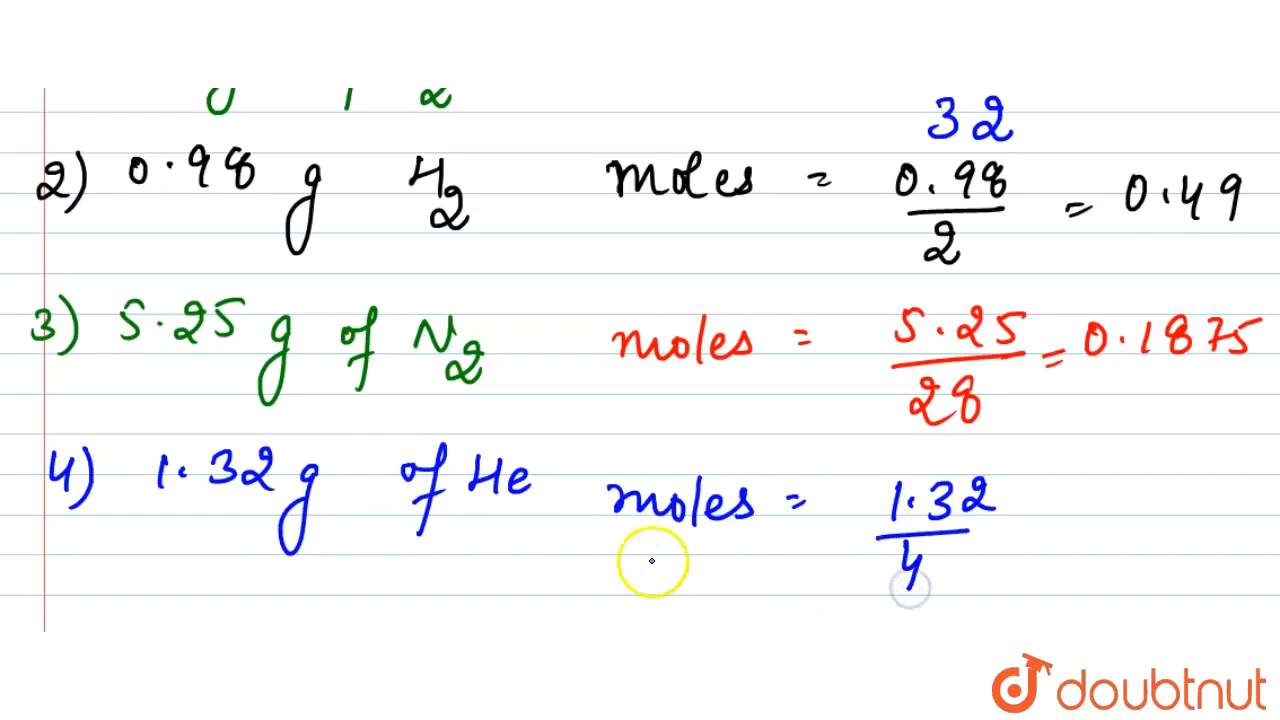 32
2) 0.98 g H2 moles = 0.98/2 = 0.49
3) 5.25 g of N2 moles = 5.25/28 = 0.1875
4) 1.32g of He moles = 1.32/4
doubtnut